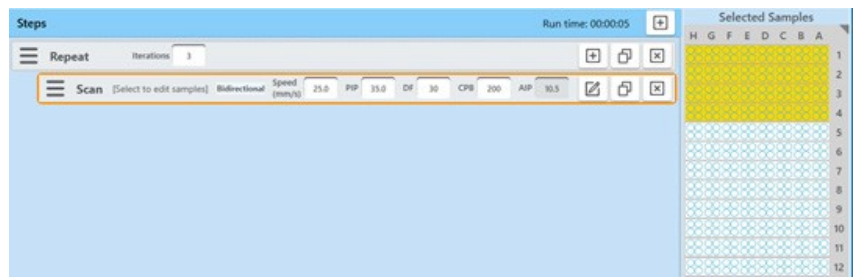 Steps
Run time: 00:00:05
Selected Samples
H G F E D C B A
Repeat Iterations 3
Scan [Select to edit samples] Bidirectional Speed (mm/s) 25.0 PIP 35.0 DF 30 CPB 200 AIP 10.5
1
2
3
4
5
6
7
8
9
10
11
12